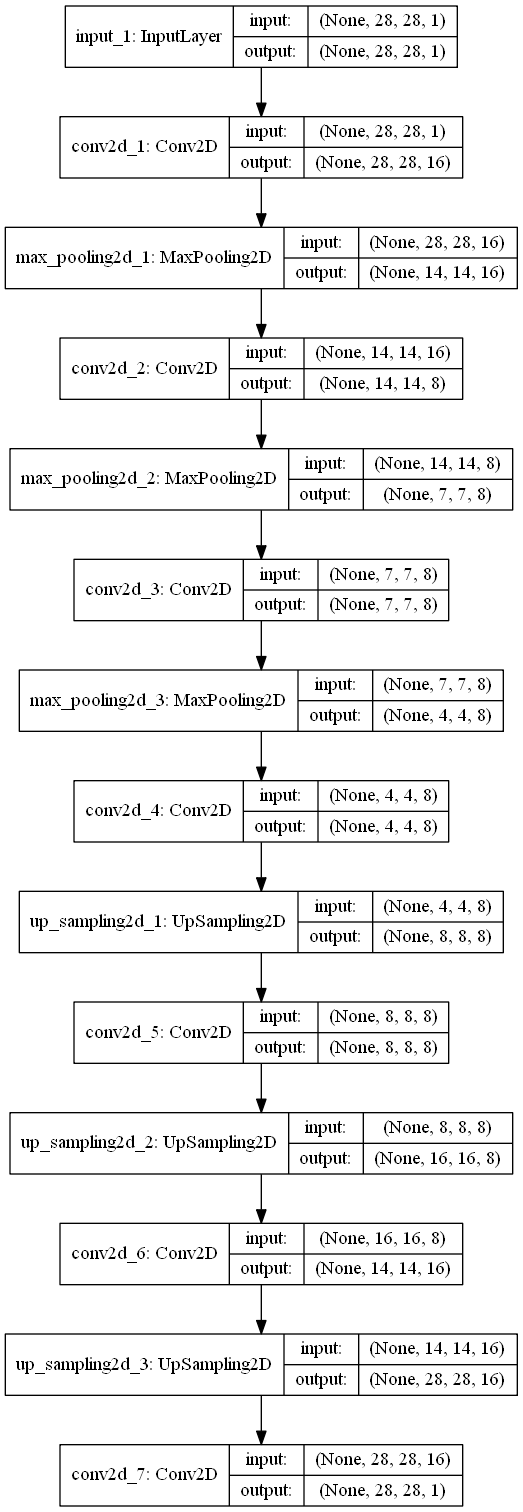 input_1: InputLayer
input: (None, 28, 28, 1)
output: (None, 28, 28, 1)
conv2d_1: Conv2D
input: (None, 28, 28, 1)
output: (None, 28, 28, 16)
max_pooling2d_1: MaxPooling2D
input: (None, 28, 28, 16)
output: (None, 14, 14, 16)
conv2d_2: Conv2D
input: (None, 14, 14, 16)
output: (None, 14, 14, 8)
max_pooling2d_2: MaxPooling2D
input: (None, 14, 14, 8)
output: (None, 7, 7, 8)
conv2d_3: Conv2D
input: (None, 7, 7, 8)
output: (None, 7, 7, 8)
max_pooling2d_3: MaxPooling2D
input: (None, 7, 7, 8)
output: (None, 4, 4, 8)
conv2d_4: Conv2D
input: (None, 4, 4, 8)
output: (None, 4, 4, 8)
up_sampling2d_1: UpSampling2D
input: (None, 4, 4, 8)
output: (None, 8, 8, 8)
conv2d_5: Conv2D
input: (None, 8, 8, 8)
output: (None, 8, 8, 8)
up_sampling2d_2: UpSampling2D
input: (None, 8, 8, 8)
output: (None, 16, 16, 8)
conv2d_6: Conv2D
input: (None, 16, 16, 8)
output: (None, 14, 14, 16)
up_sampling2d_3: UpSampling2D
input: (None, 14, 14, 16)
output: (None, 28, 28, 16)
conv2d_7: Conv2D
input: (None, 28, 28, 16)
output: (None, 28, 28, 1)